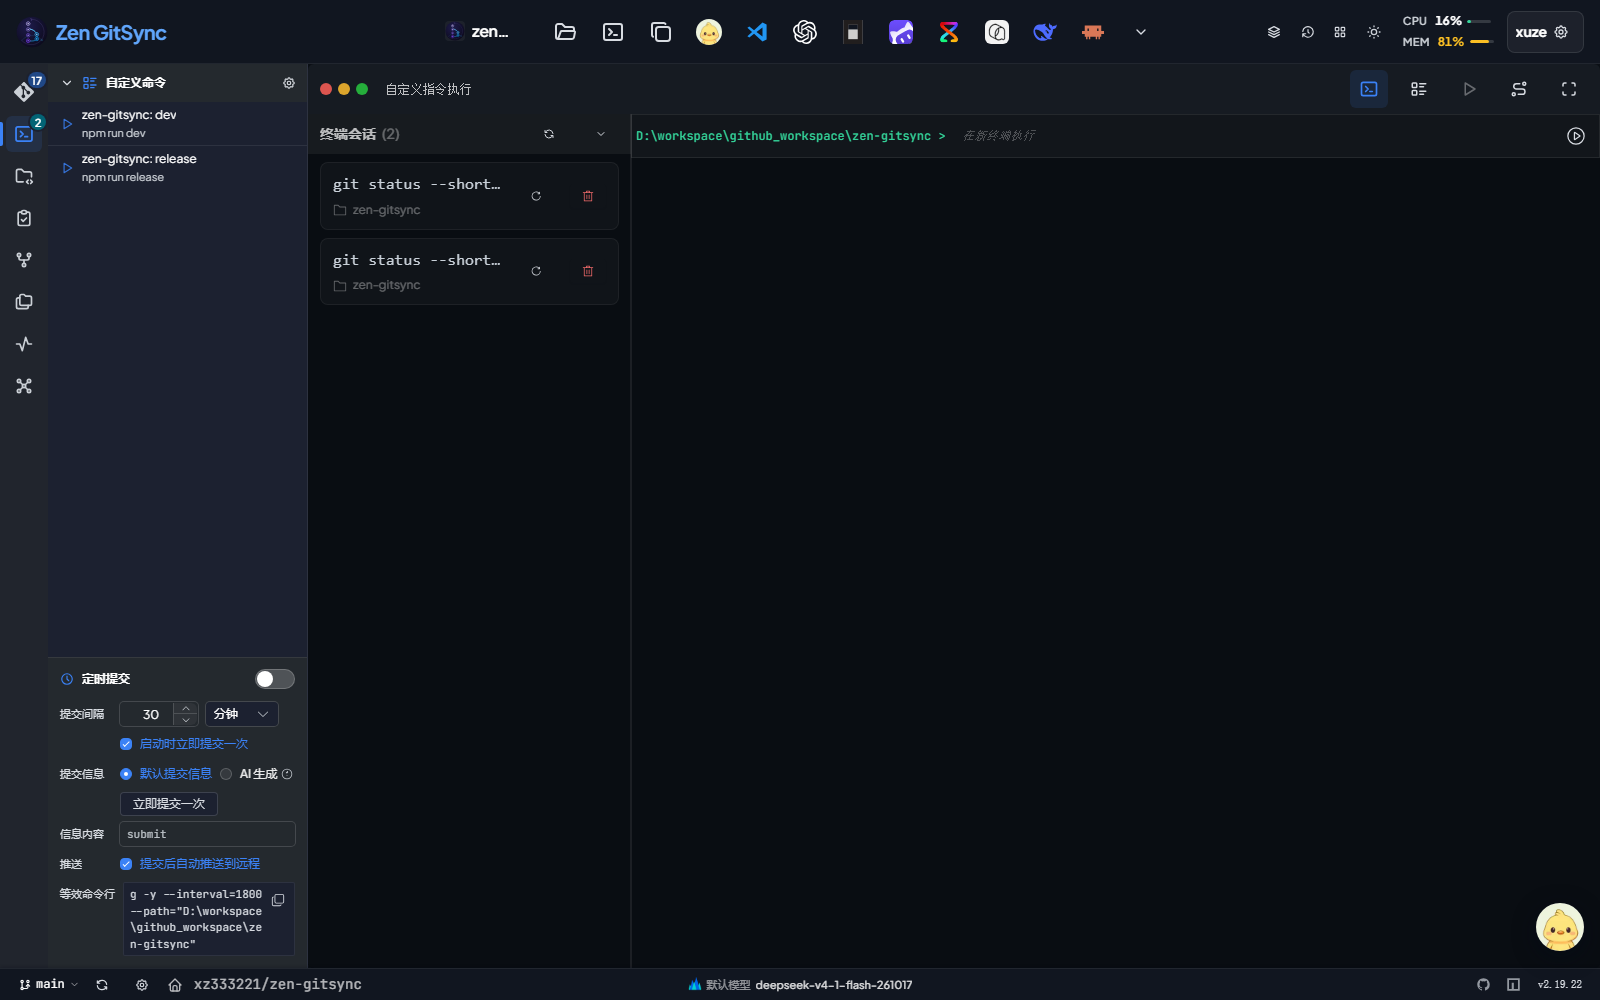 Zen GitSync
zen...
CPU 16%
MEM 81%
xuze
17
2
自定义命令
zen-gitsync: dev
npm run dev
zen-gitsync: release
npm run release
自定义指令执行
终端会话 (2)
git status --short…
zen-gitsync
git status --short…
zen-gitsync
D:\workspace\github_workspace\zen-gitsync > 在新终端执行
定时提交
提交间隔 30 分钟
启动时立即提交一次
提交信息 默认提交信息 AI 生成
立即提交一次
信息内容 submit
推送 提交后自动推送到远程
等效命令行 g -y --interval=1800
--path="D:\workspace
\github_workspace\ze
n-gitsync"
main
xz333221/zen-gitsync
默认模型 deepseek-v4-1-flash-261017
v2.19.22